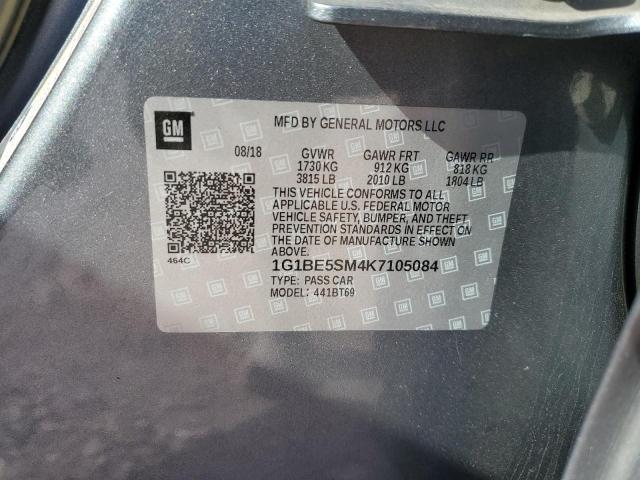 GM
MFD BY GENERAL MOTORS LLC
08/18 GVWR GAWR FRT GAWR RR
1730 KG 912 KG 818 KG
3815 LB 2010 LB 1804 LB
THIS VEHICLE CONFORMS TO ALL
APPLICABLE U.S. FEDERAL MOTOR
VEHICLE SAFETY, BUMPER, AND THEFT
PREVENTION STANDARDS IN EFFECT
ON THE DATE OF MANUFACTURE SHOWN
ABOVE.
464C
1G1BE5SM4K7105084
TYPE: PASS CAR
MODEL: 441BT69